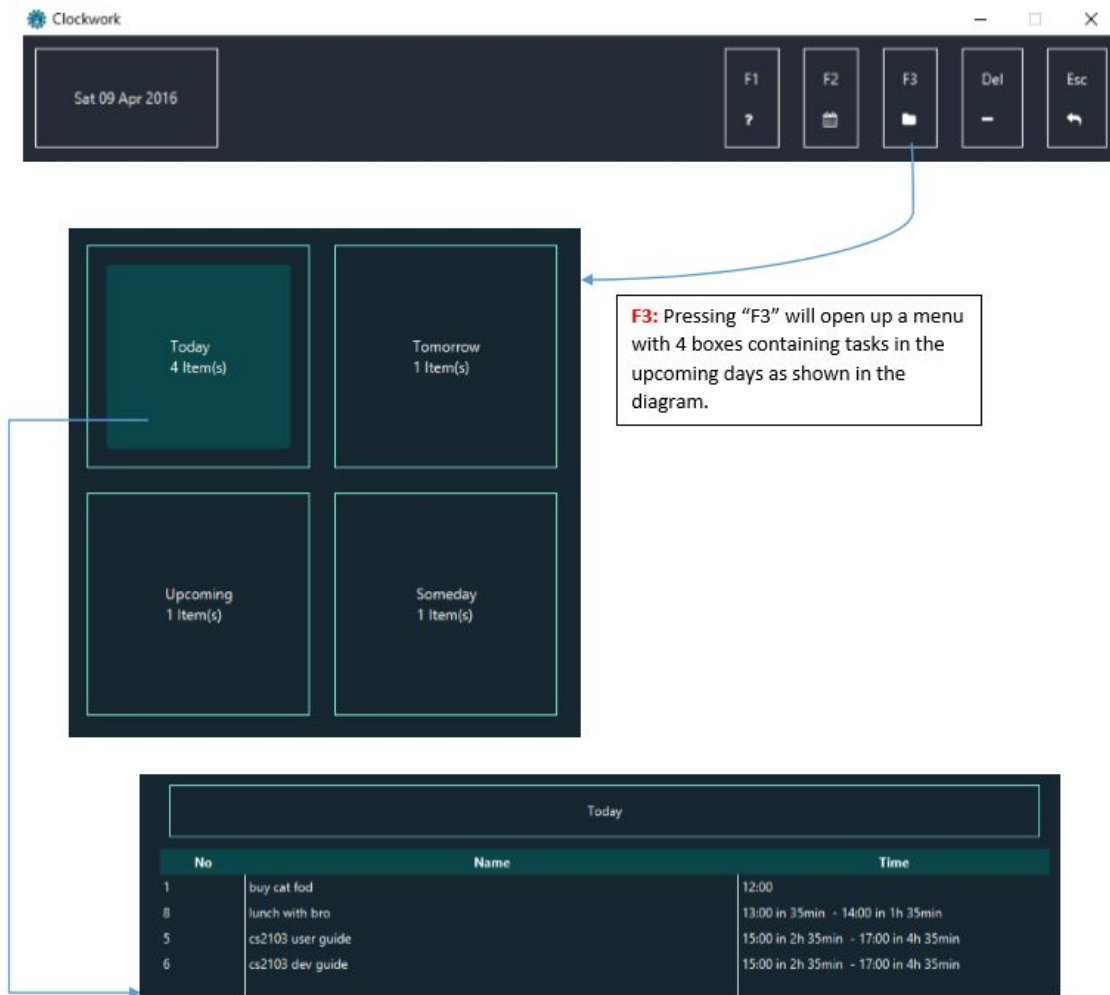 Clockwork
Sat 09 Apr 2016
F1
F2
F3
Del
Esc
?
F3: Pressing “F3” will open up a menu
with 4 boxes containing tasks in the
upcoming days as shown in the
diagram.
Today
4 Item(s)
Tomorrow
1 Item(s)
Upcoming
1 Item(s)
Someday
1 Item(s)
Today
No Name Time
1 buy cat fod 12:00
8 lunch with bro 13:00 in 35min - 14:00 in 1h 35min
5 cs2103 user guide 15:00 in 2h 35min - 17:00 in 4h 35min
6 cs2103 dev guide 15:00 in 2h 35min - 17:00 in 4h 35min